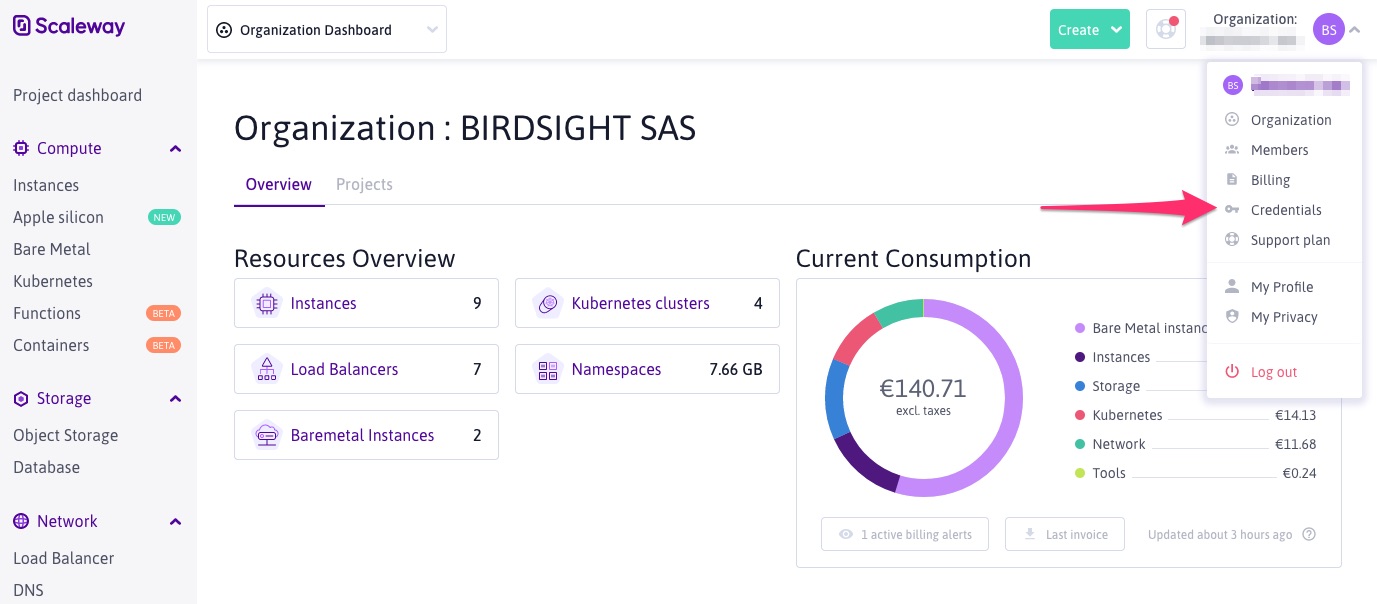 Scaleway
Organization Dashboard
Create
Organization:
BS
Project dashboard
Compute
Instances
Apple silicon NEW
Bare Metal
Kubernetes
Functions BETA
Containers BETA
Storage
Object Storage
Database
Network
Load Balancer
DNS
Organization : BIRDSIGHT SAS
Overview Projects
Resources Overview
Instances 9
Kubernetes clusters 4
Load Balancers 7
Namespaces 7.66 GB
Baremetal Instances 2
Current Consumption
€140.71
excl. taxes
Bare Metal
Instances
Storage
Kubernetes €14.13
Network €11.68
Tools €0.24
1 active billing alerts
Last invoice
Updated about 3 hours ago ?
BS
Organization
Members
Billing
Credentials
Support plan
My Profile
My Privacy
Log out